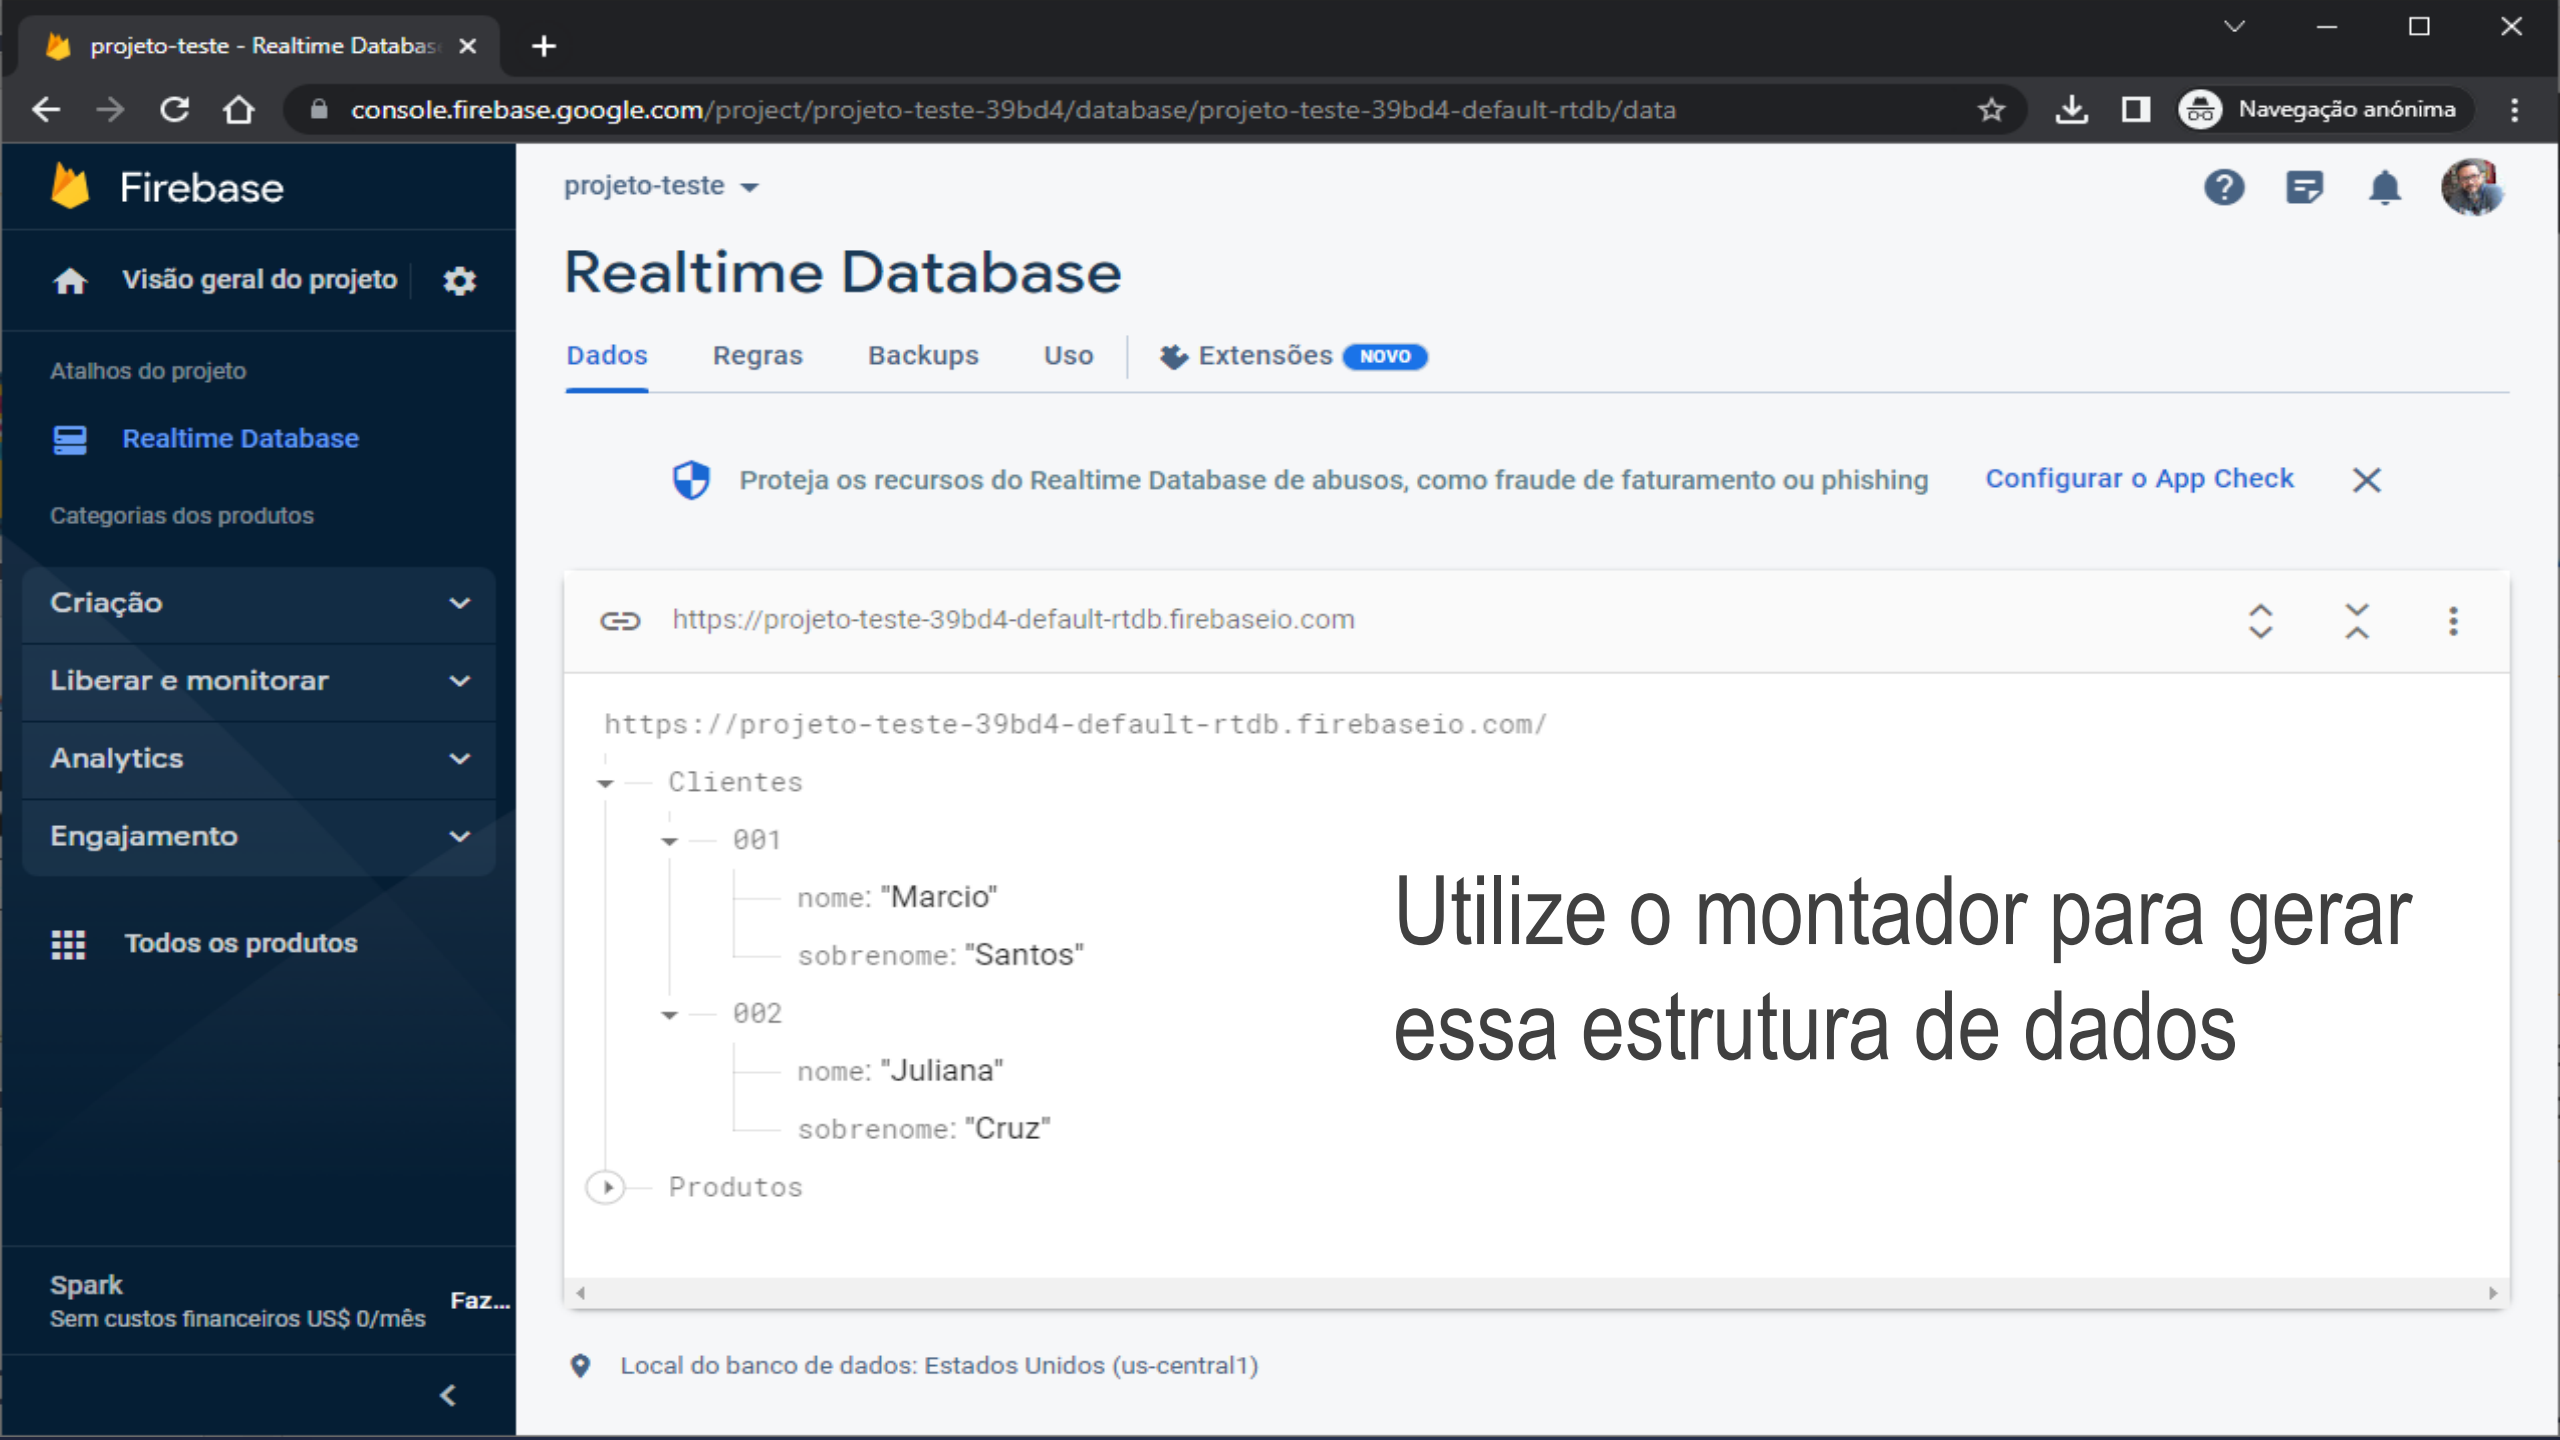 projeto-teste - Realtime Databas
console.firebase.google.com/project/projeto-teste-39bd4/database/projeto-teste-39bd4-default-rtdb/data
Navegação anónima
Firebase
Visão geral do projeto
Atalhos do projeto
Realtime Database
Categorias dos produtos
Criação
Liberar e monitorar
Analytics
Engajamento
Todos os produtos
Spark
Sem custos financeiros US$ 0/mês
Faz...
projeto-teste
Realtime Database
Dados Regras Backups Uso Extensões NOVO
Proteja os recursos do Realtime Database de abusos, como fraude de faturamento ou phishing Configurar o App Check
https://projeto-teste-39bd4-default-rtdb.firebaseio.com
https://projeto-teste-39bd4-default-rtdb.firebaseio.com/
Clientes
001
nome: "Marcio"
sobrenome: "Santos"
002
nome: "Juliana"
sobrenome: "Cruz"
Produtos
Utilize o montador para gerar
essa estrutura de dados
Local do banco de dados: Estados Unidos (us-central1)